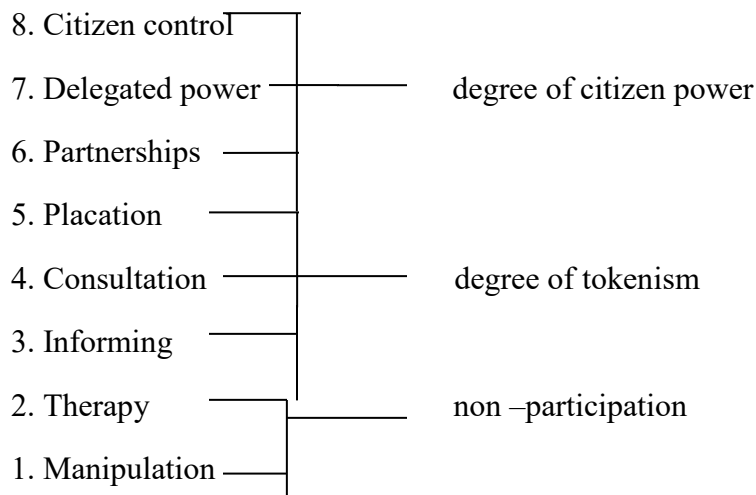 8. Citizen control
7. Delegated power degree of citizen power
6. Partnerships
5. Placation
4. Consultation degree of tokenism
3. Informing
2. Therapy non –participation
1. Manipulation